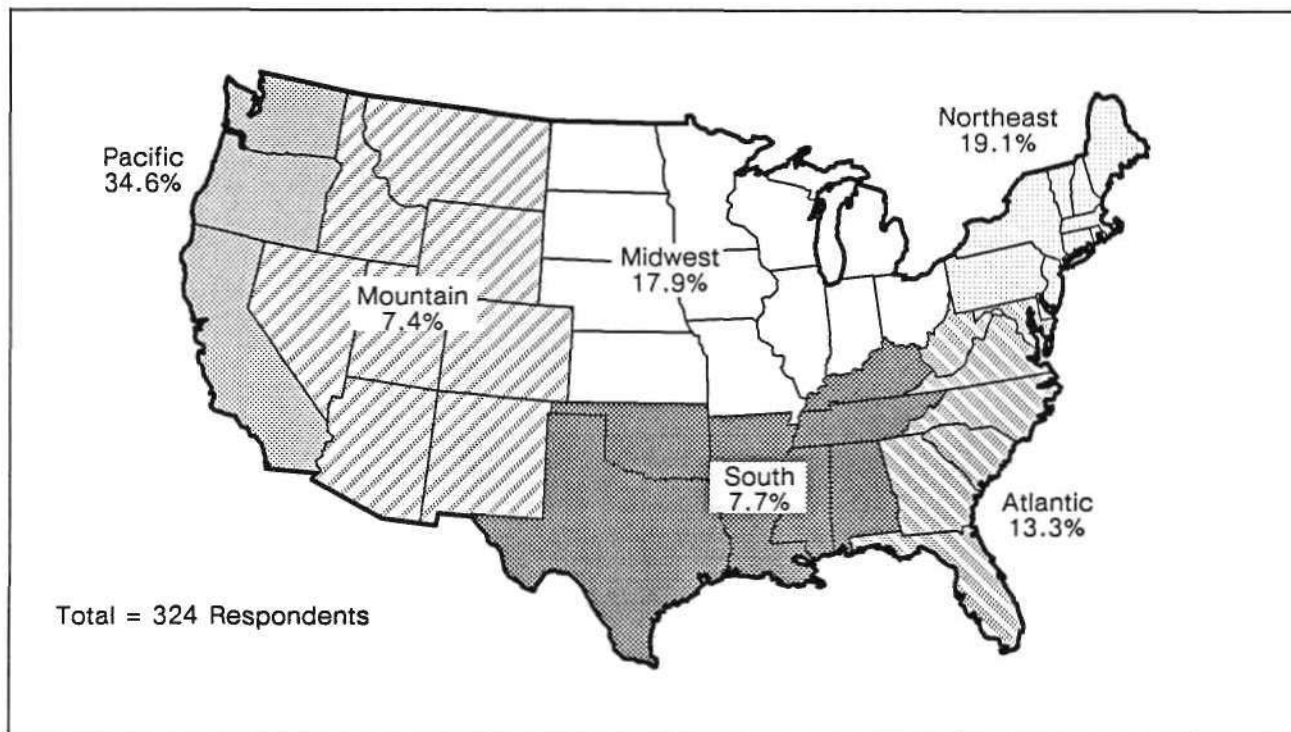 Northeast
19.1%
Pacific
34.6%
Midwest
17.9%
Mountain
7.4%
South
7.7%
Atlantic
13.3%
Total = 324 Respondents